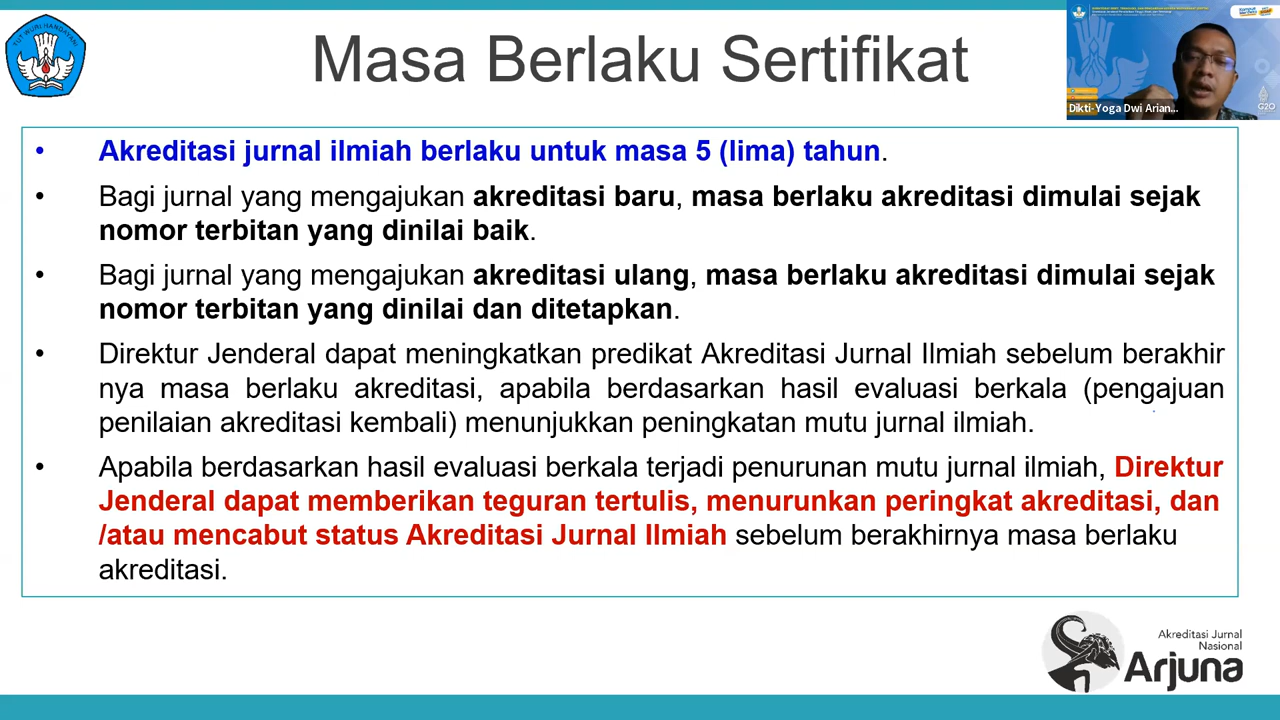 TUT WURI HANDAYANI
Masa Berlaku Sertifikat
Dikti-Yoga Dwi Arian...
G20
• Akreditasi jurnal ilmiah berlaku untuk masa 5 (lima) tahun.
• Bagi jurnal yang mengajukan akreditasi baru, masa berlaku akreditasi dimulai sejak
nomor terbitan yang dinilai baik.
• Bagi jurnal yang mengajukan akreditasi ulang, masa berlaku akreditasi dimulai sejak
nomor terbitan yang dinilai dan ditetapkan.
• Direktur Jenderal dapat meningkatkan predikat Akreditasi Jurnal Ilmiah sebelum berakhir
nya masa berlaku akreditasi, apabila berdasarkan hasil evaluasi berkala (pengajuan
penilaian akreditasi kembali) menunjukkan peningkatan mutu jurnal ilmiah.
• Apabila berdasarkan hasil evaluasi berkala terjadi penurunan mutu jurnal ilmiah, Direktur
Jenderal dapat memberikan teguran tertulis, menurunkan peringkat akreditasi, dan
/atau mencabut status Akreditasi Jurnal Ilmiah sebelum berakhirnya masa berlaku
akreditasi.
Akreditasi Jurnal
Nasional
Arjuna